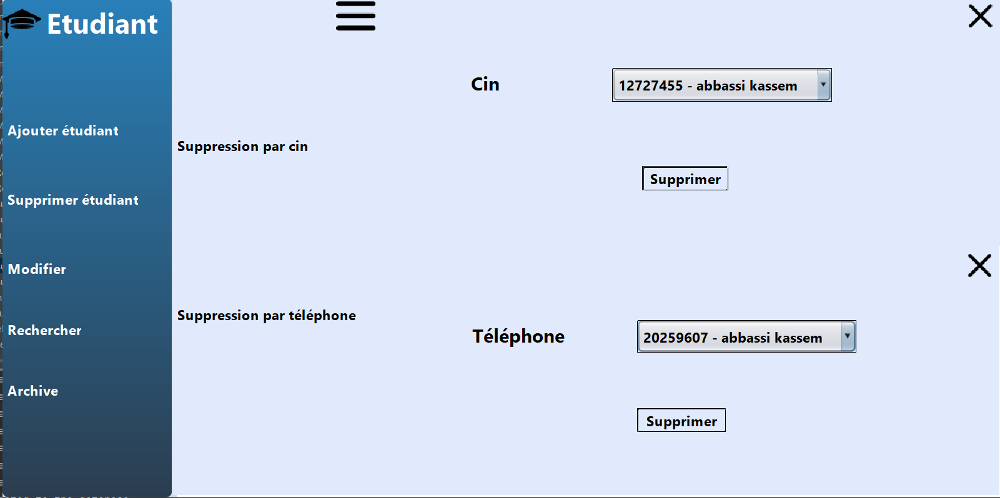 Etudiant
Ajouter étudiant
Supprimer étudiant
Modifier
Rechercher
Archive
Cin
12727455 - abbassi kassem
Suppression par cin
Supprimer
Suppression par téléphone
Téléphone
20259607 - abbassi kassem
Supprimer